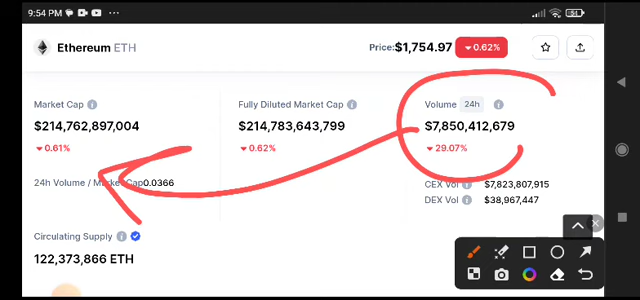 9:54 PM
Ethereum ETH
Price:$1,754.97 0.62%
Market Cap
Fully Diluted Market Cap
Volume 24h
$214,762,897,004
$214,783,643,799
$7,850,412,679
0.61%
0.62%
29.07%
24h Volume / Market Cap0.0366
CEX Vol $7,823,807,915
DEX Vol $38,967,447
Circulating Supply
122,373,866 ETH